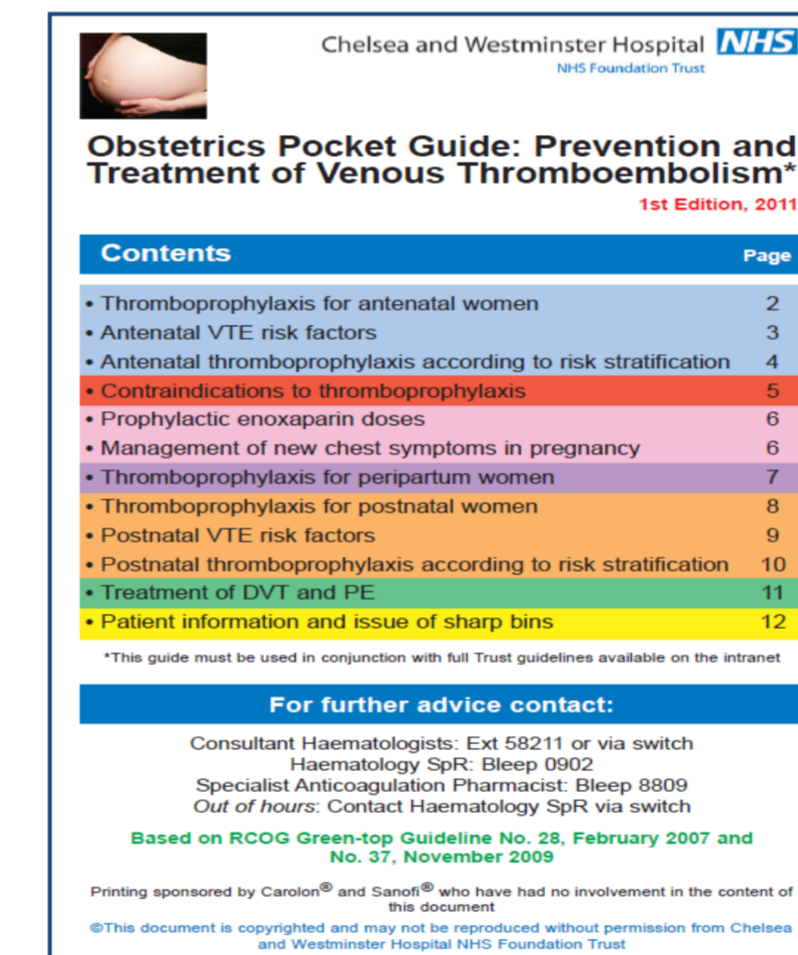 Chelsea and Westminster Hospital NHS
NHS Foundation Trust
Obstetrics Pocket Guide: Prevention and
Treatment of Venous Thromboembolism*
1st Edition, 2011
Contents Page
• Thromboprophylaxis for antenatal women 2
• Antenatal VTE risk factors 3
• Antenatal thromboprophylaxis according to risk stratification 4
• Contraindications to thromboprophylaxis 5
• Prophylactic enoxaparin doses 6
• Management of new chest symptoms in pregnancy 6
• Thromboprophylaxis for peripartum women 7
• Thromboprophylaxis for postnatal women 8
• Postnatal VTE risk factors 9
• Postnatal thromboprophylaxis according to risk stratification 10
• Treatment of DVT and PE 11
• Patient information and issue of sharp bins 12
*This guide must be used in conjunction with full Trust guidelines available on the intranet
For further advice contact:
Consultant Haematologists: Ext 58211 or via switch
Haematology SpR: Bleep 0902
Specialist Anticoagulation Pharmacist: Bleep 8809
Out of hours: Contact Haematology SpR via switch
Based on RCOG Green-top Guideline No. 28, February 2007 and
No. 37, November 2009
Printing sponsored by Carolon® and Sanofi® who have had no involvement in the content of
this document
©This document is copyrighted and may not be reproduced without permission from Chelsea
and Westminster Hospital NHS Foundation Trust